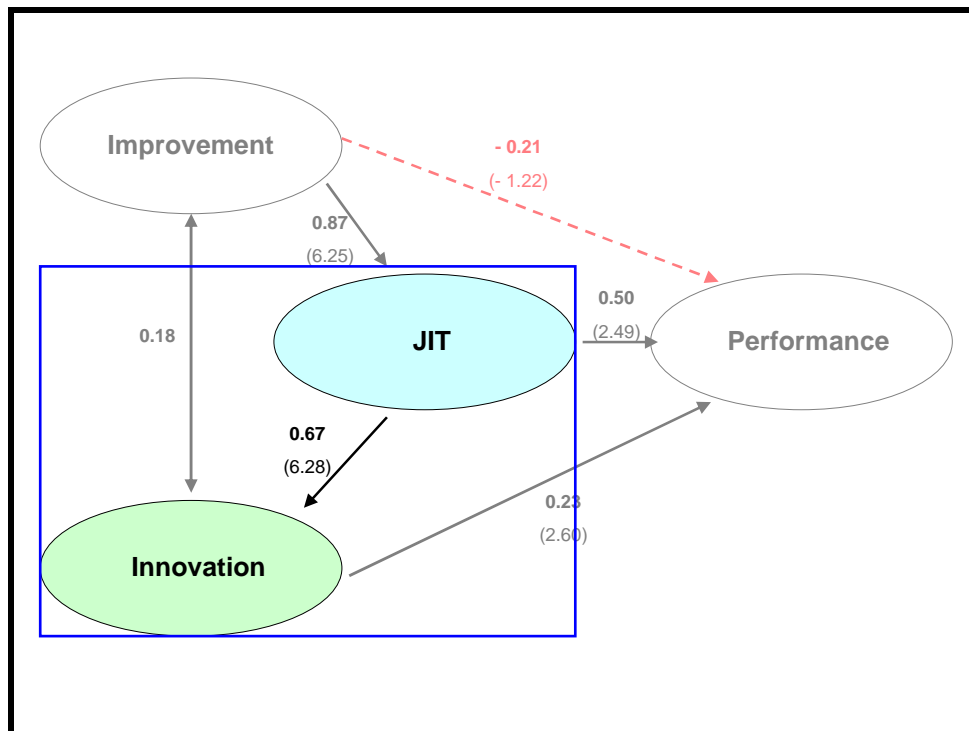 Improvement
- 0.21
(- 1.22)
0.87
(6.25)
0.18
JIT
0.50
(2.49)
Performance
0.67
(6.28)
0.23
(2.60)
Innovation